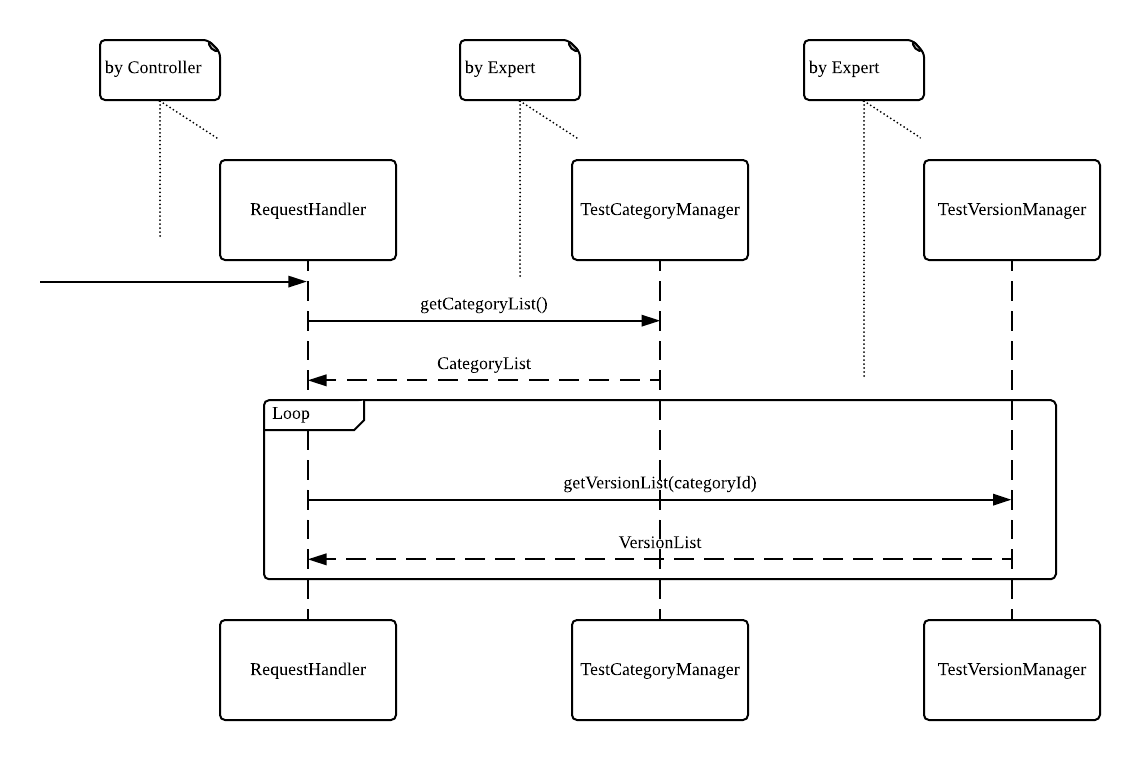 by Controller
by Expert
by Expert
RequestHandler
TestCategoryManager
TestVersionManager
getCategoryList()
CategoryList
Loop
getVersionList(categoryId)
VersionList
RequestHandler
TestCategoryManager
TestVersionManager